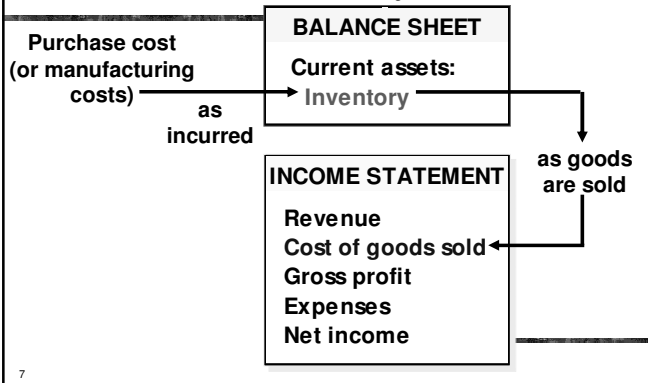 BALANCE SHEET
Purchase cost
(or manufacturing
costs)
as
incurred
Current assets:
Inventory
as goods
are sold
INCOME STATEMENT
Revenue
Cost of goods sold
Gross profit
Expenses
Net income
7